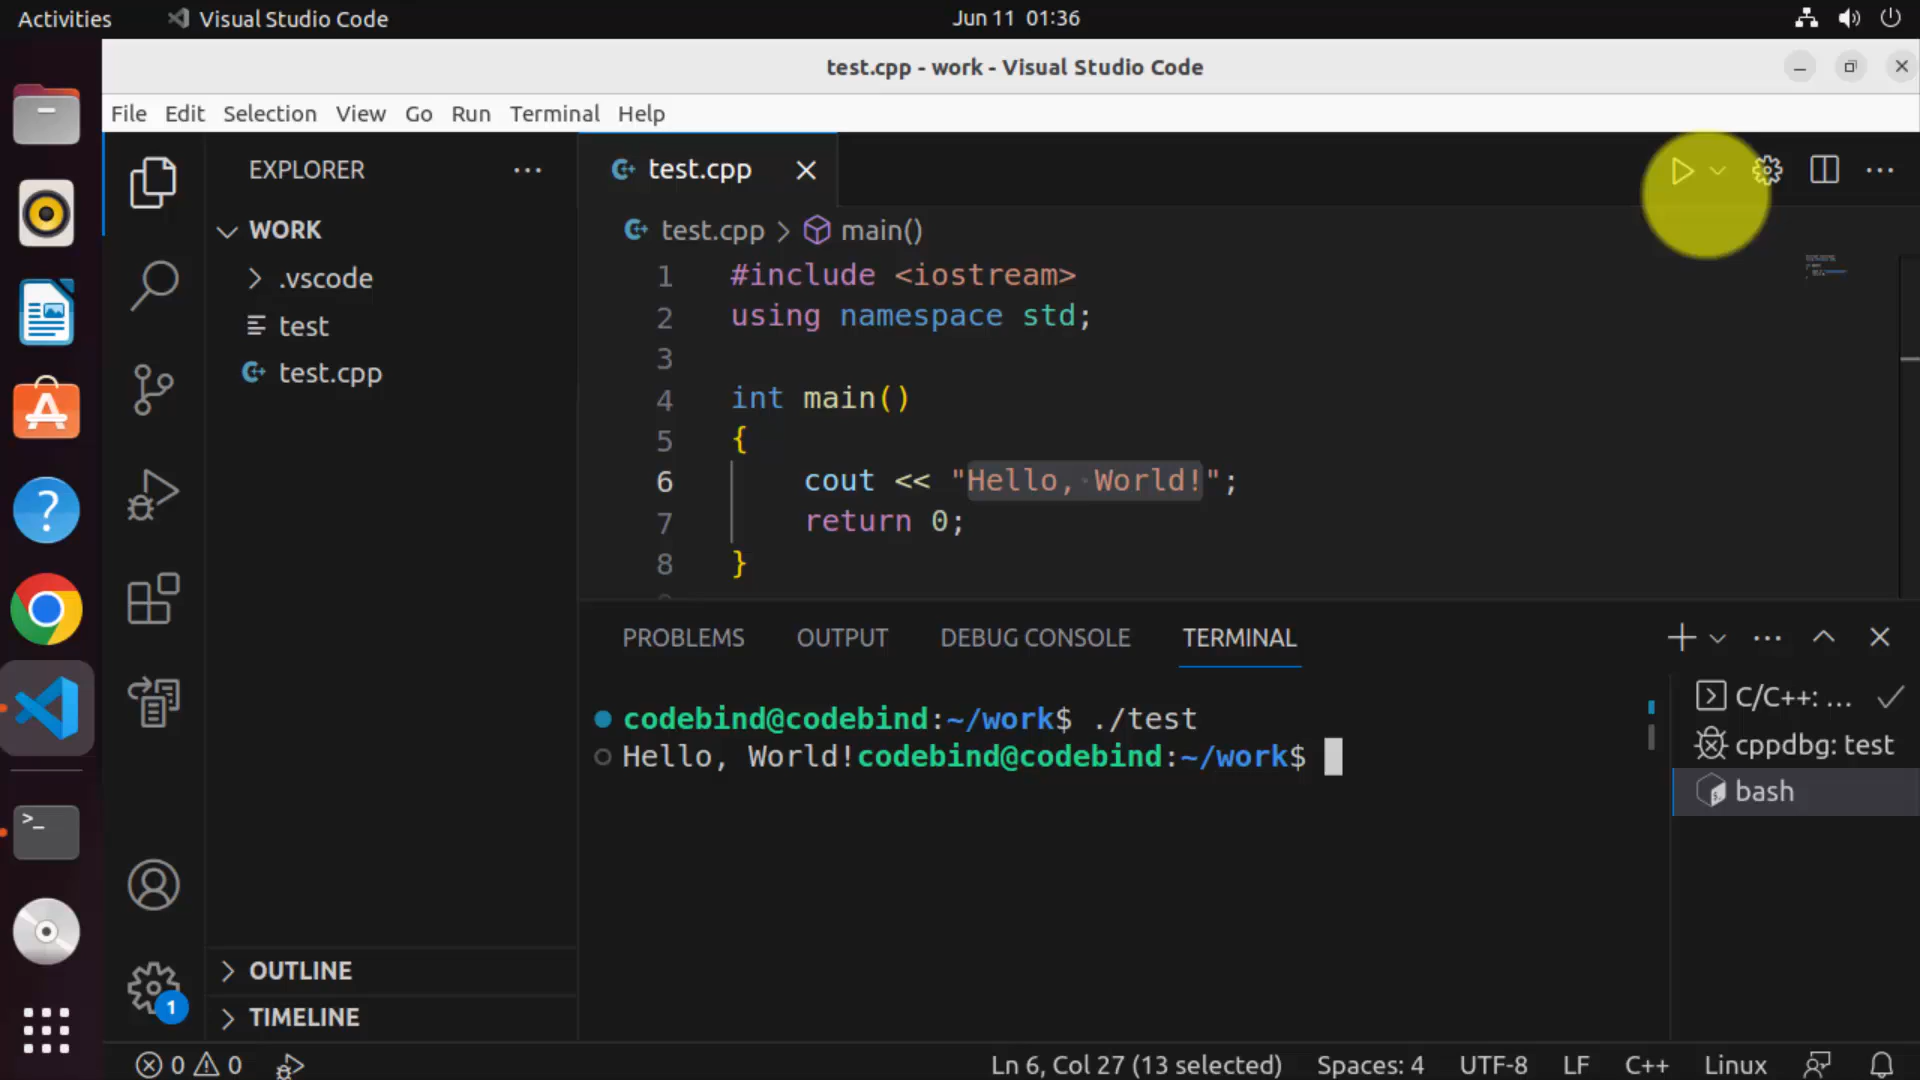 Activities
Visual Studio Code
Jun 11 01:36
test.cpp - work - Visual Studio Code
File Edit Selection View Go Run Terminal Help
EXPLORER
WORK
.vscode
test
test.cpp
OUTLINE
TIMELINE
1
test.cpp
test.cpp > main()
1 #include <iostream>
2 using namespace std;
3
4 int main()
5 {
6 cout << "Hello, World!";
7 return 0;
8 }
PROBLEMS OUTPUT DEBUG CONSOLE TERMINAL
codebind@codebind:~/work$ ./test
Hello, World!codebind@codebind:~/work$
C/C++: ...
cppdbg: test
bash
0 0
Ln 6, Col 27 (13 selected) Spaces: 4 UTF-8 LF C++ Linux